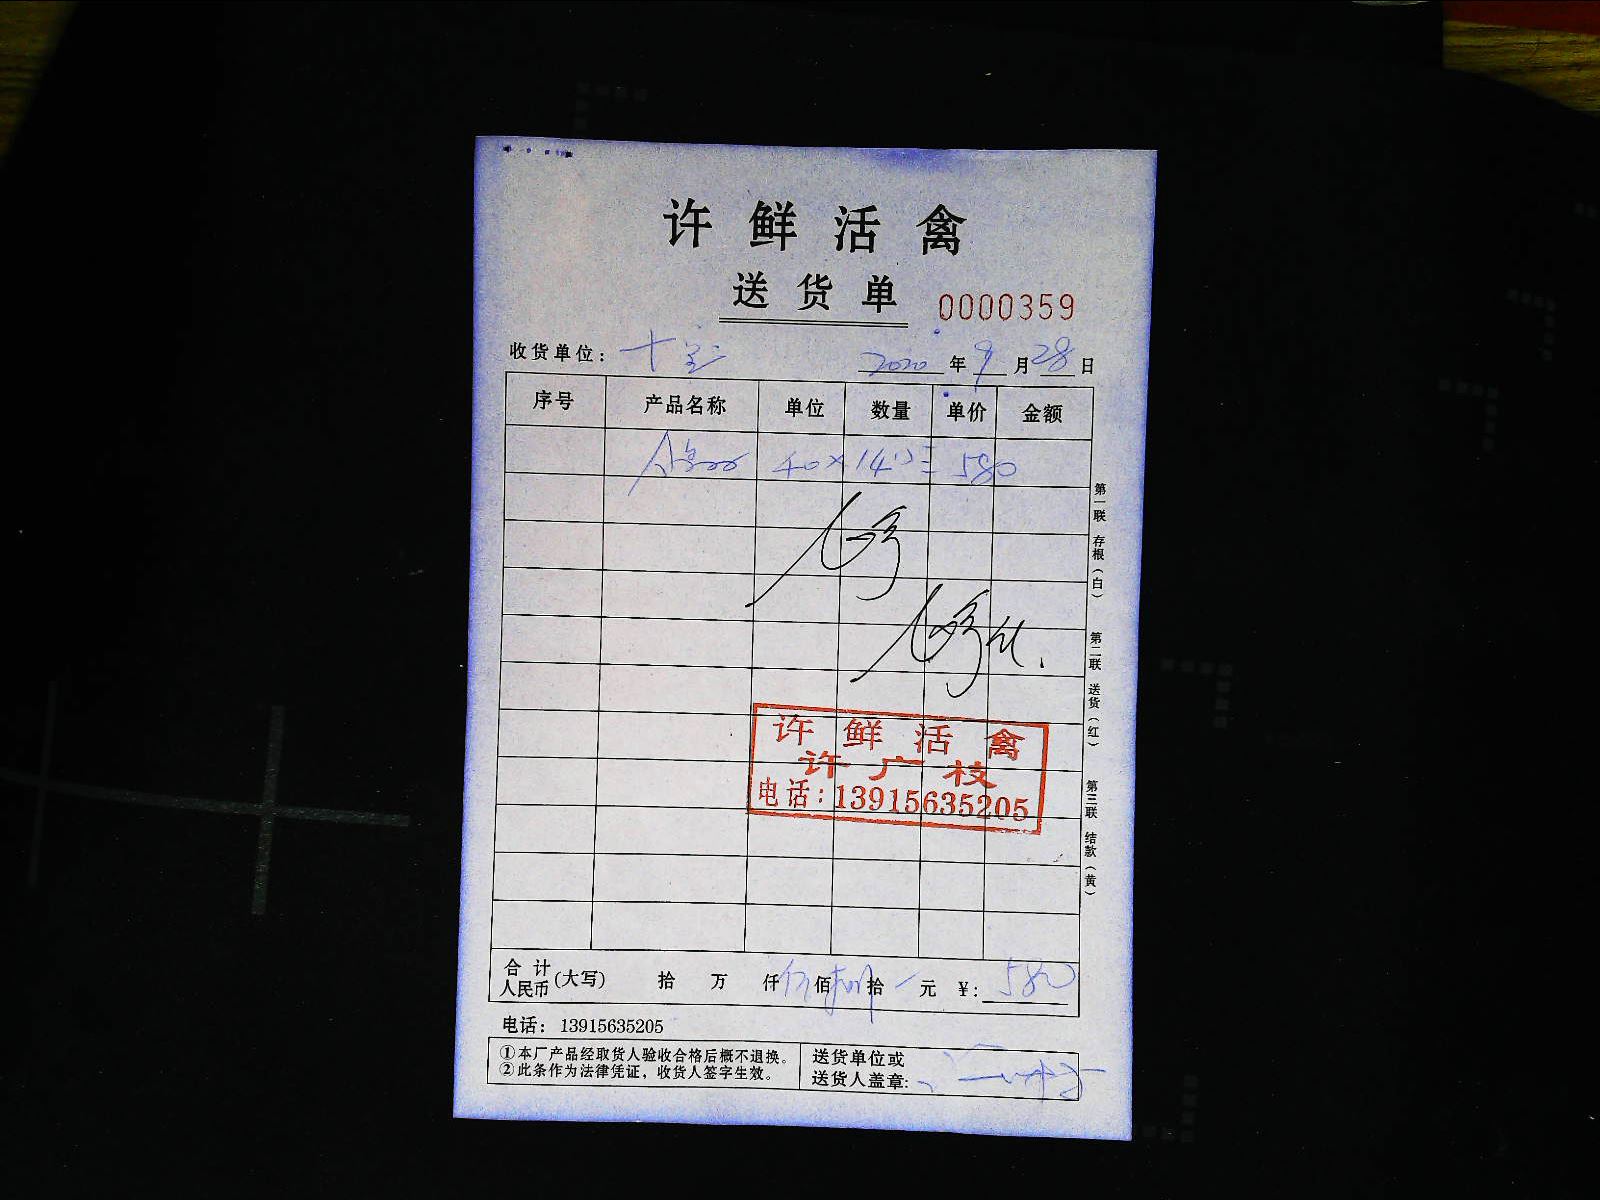 许鲜活禽
送货单 0000359
收货单位: 2020 年 9 月 28 日
序号 产品名称 单位 数量 单价 金额
40× = 580
许鲜活禽
许广枝
电话:13915635205
合计人民币(大写) 拾 万 仟 伍 佰 捌 拾 元 ¥: 580
电话: 13915635205
①本厂产品经取货人验收合格后概不退换。
②此条作为法律凭证,收货人签字生效。
送货单位或
送货人盖章:
第一联 存根(白) 第二联 送货(红) 第三联 结款(黄)